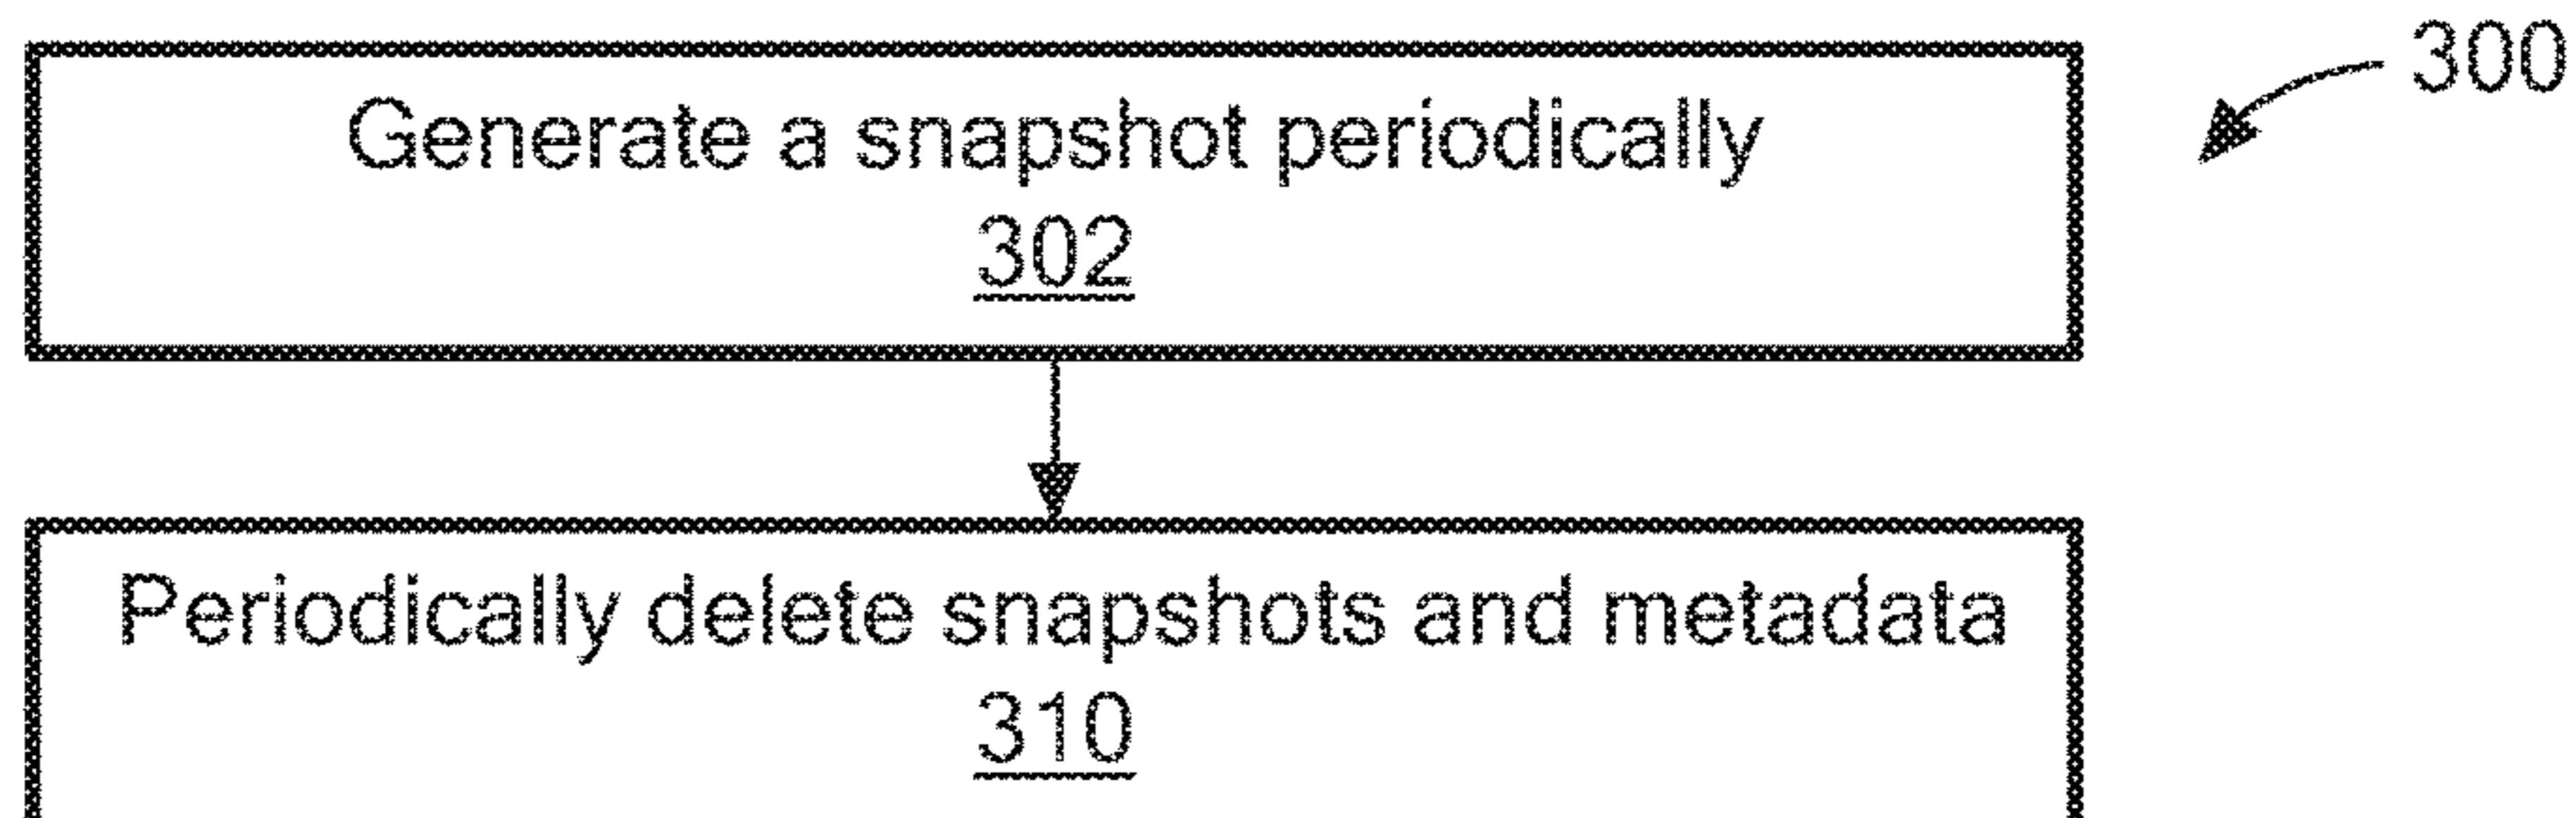 300
Generate a snapshot periodically
302
Periodically delete snapshots and metadata
310